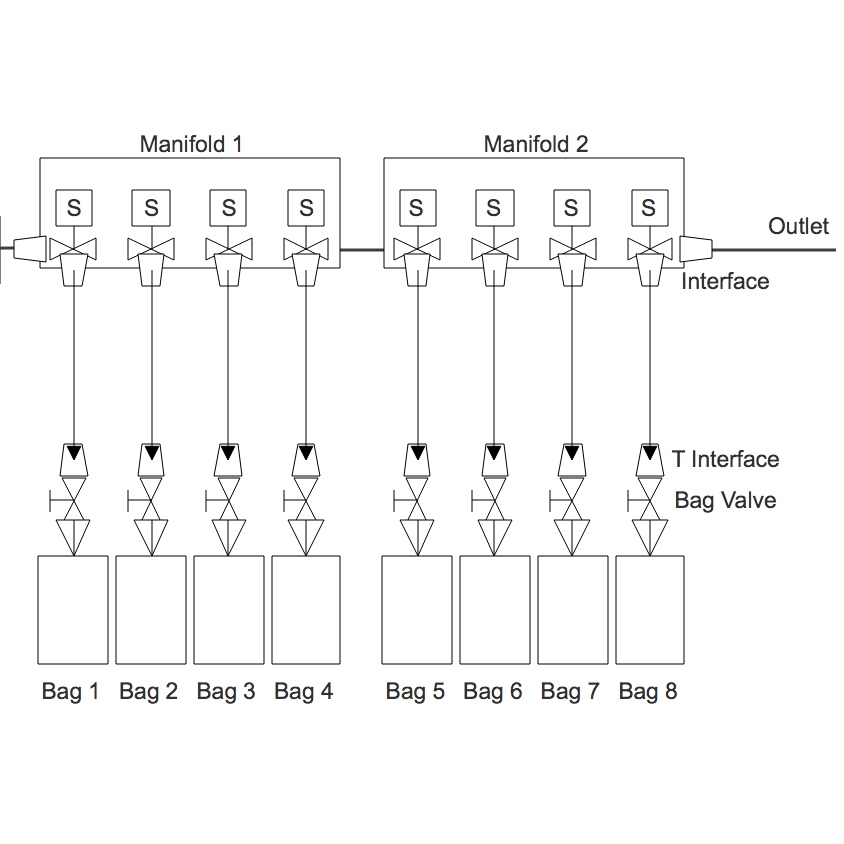 Manifold 1
Manifold 2
S S S S S S S S
Outlet
Interface
T Interface
Bag Valve
Bag 1 Bag 2 Bag 3 Bag 4 Bag 5 Bag 6 Bag 7 Bag 8